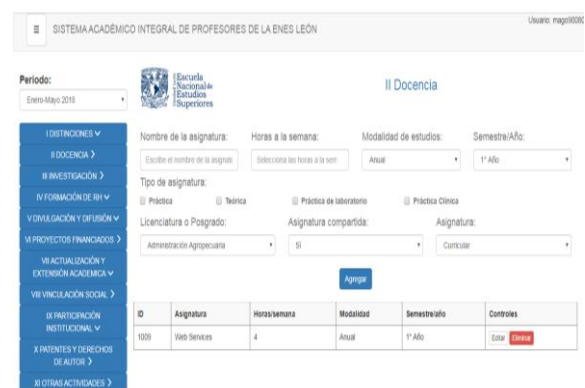 SISTEMA ACADÉMICO INTEGRAL DE PROFESORES DE LA ENES LEÓN
Usuario: mago90080
Periodo:
Enero-Mayo 2018
Escuela
Nacional de
Estudios
Superiores
II Docencia
I DISTINCIONES
II DOCENCIA
III INVESTIGACIÓN
IV FORMACIÓN DE RH
V DIVULGACIÓN Y DIFUSIÓN
VI PROYECTOS FINANCIADOS
VII ACTUALIZACIÓN Y
EXTENSIÓN ACADEMICA
VIII VINCULACIÓN SOCIAL
IX PARTICIPACIÓN
INSTITUCIONAL
X PATENTES Y DERECHOS
DE AUTOR
XI OTRAS ACTIVIDADES
Nombre de la asignatura: Horas a la semana: Modalidad de estudios: Semestre/Año:
Escribe el nombre de la asignat Selecciona las horas a la sem Anual 1° Año
Tipo de asignatura:
Práctica Teórica Práctica de laboratorio Práctica Clínica
Licenciatura o Posgrado: Asignatura compartida: Asignatura:
Administración Agropecuaria Sí Curricular
Agregar
ID Asignatura Horas/semana Modalidad Semestre/año Controles
1009 Web Services 4 Anual 1° Año Editar Eliminar